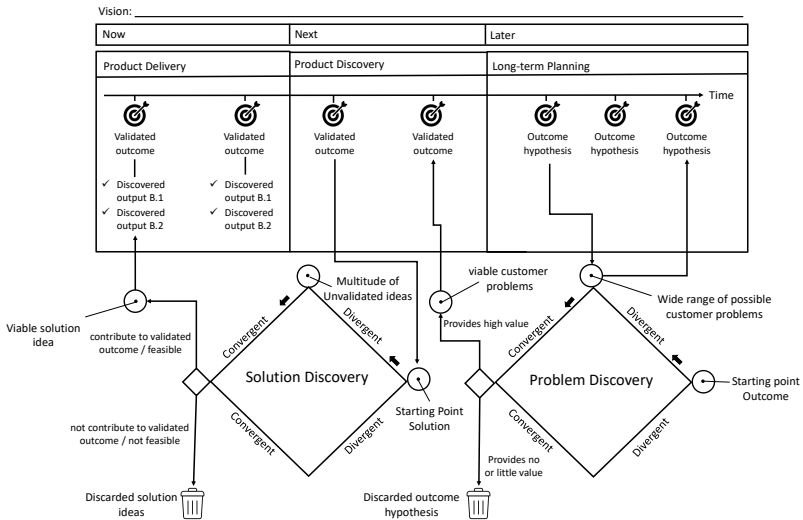 Vision:
Now
Next
Later
Product Delivery
Product Discovery
Long-term Planning
Time
Validated
outcome
Validated
outcome
Validated
outcome
Validated
outcome
Outcome
hypothesis
Outcome
hypothesis
Outcome
hypothesis
✓ Discovered
output B.1
✓ Discovered
output B.2
✓ Discovered
output B.1
✓ Discovered
output B.2
Viable solution
idea
contribute to validated
outcome / feasible
not contribute to validated
outcome / not feasible
Discarded solution
ideas
Multitude of
Unvalidated ideas
Convergent
Divergent
Solution Discovery
Convergent
Divergent
Starting Point
Solution
viable customer
problems
Provides high value
Provides no
or little value
Discarded outcome
hypothesis
Wide range of possible
customer problems
Convergent
Divergent
Problem Discovery
Convergent
Divergent
Starting point
Outcome